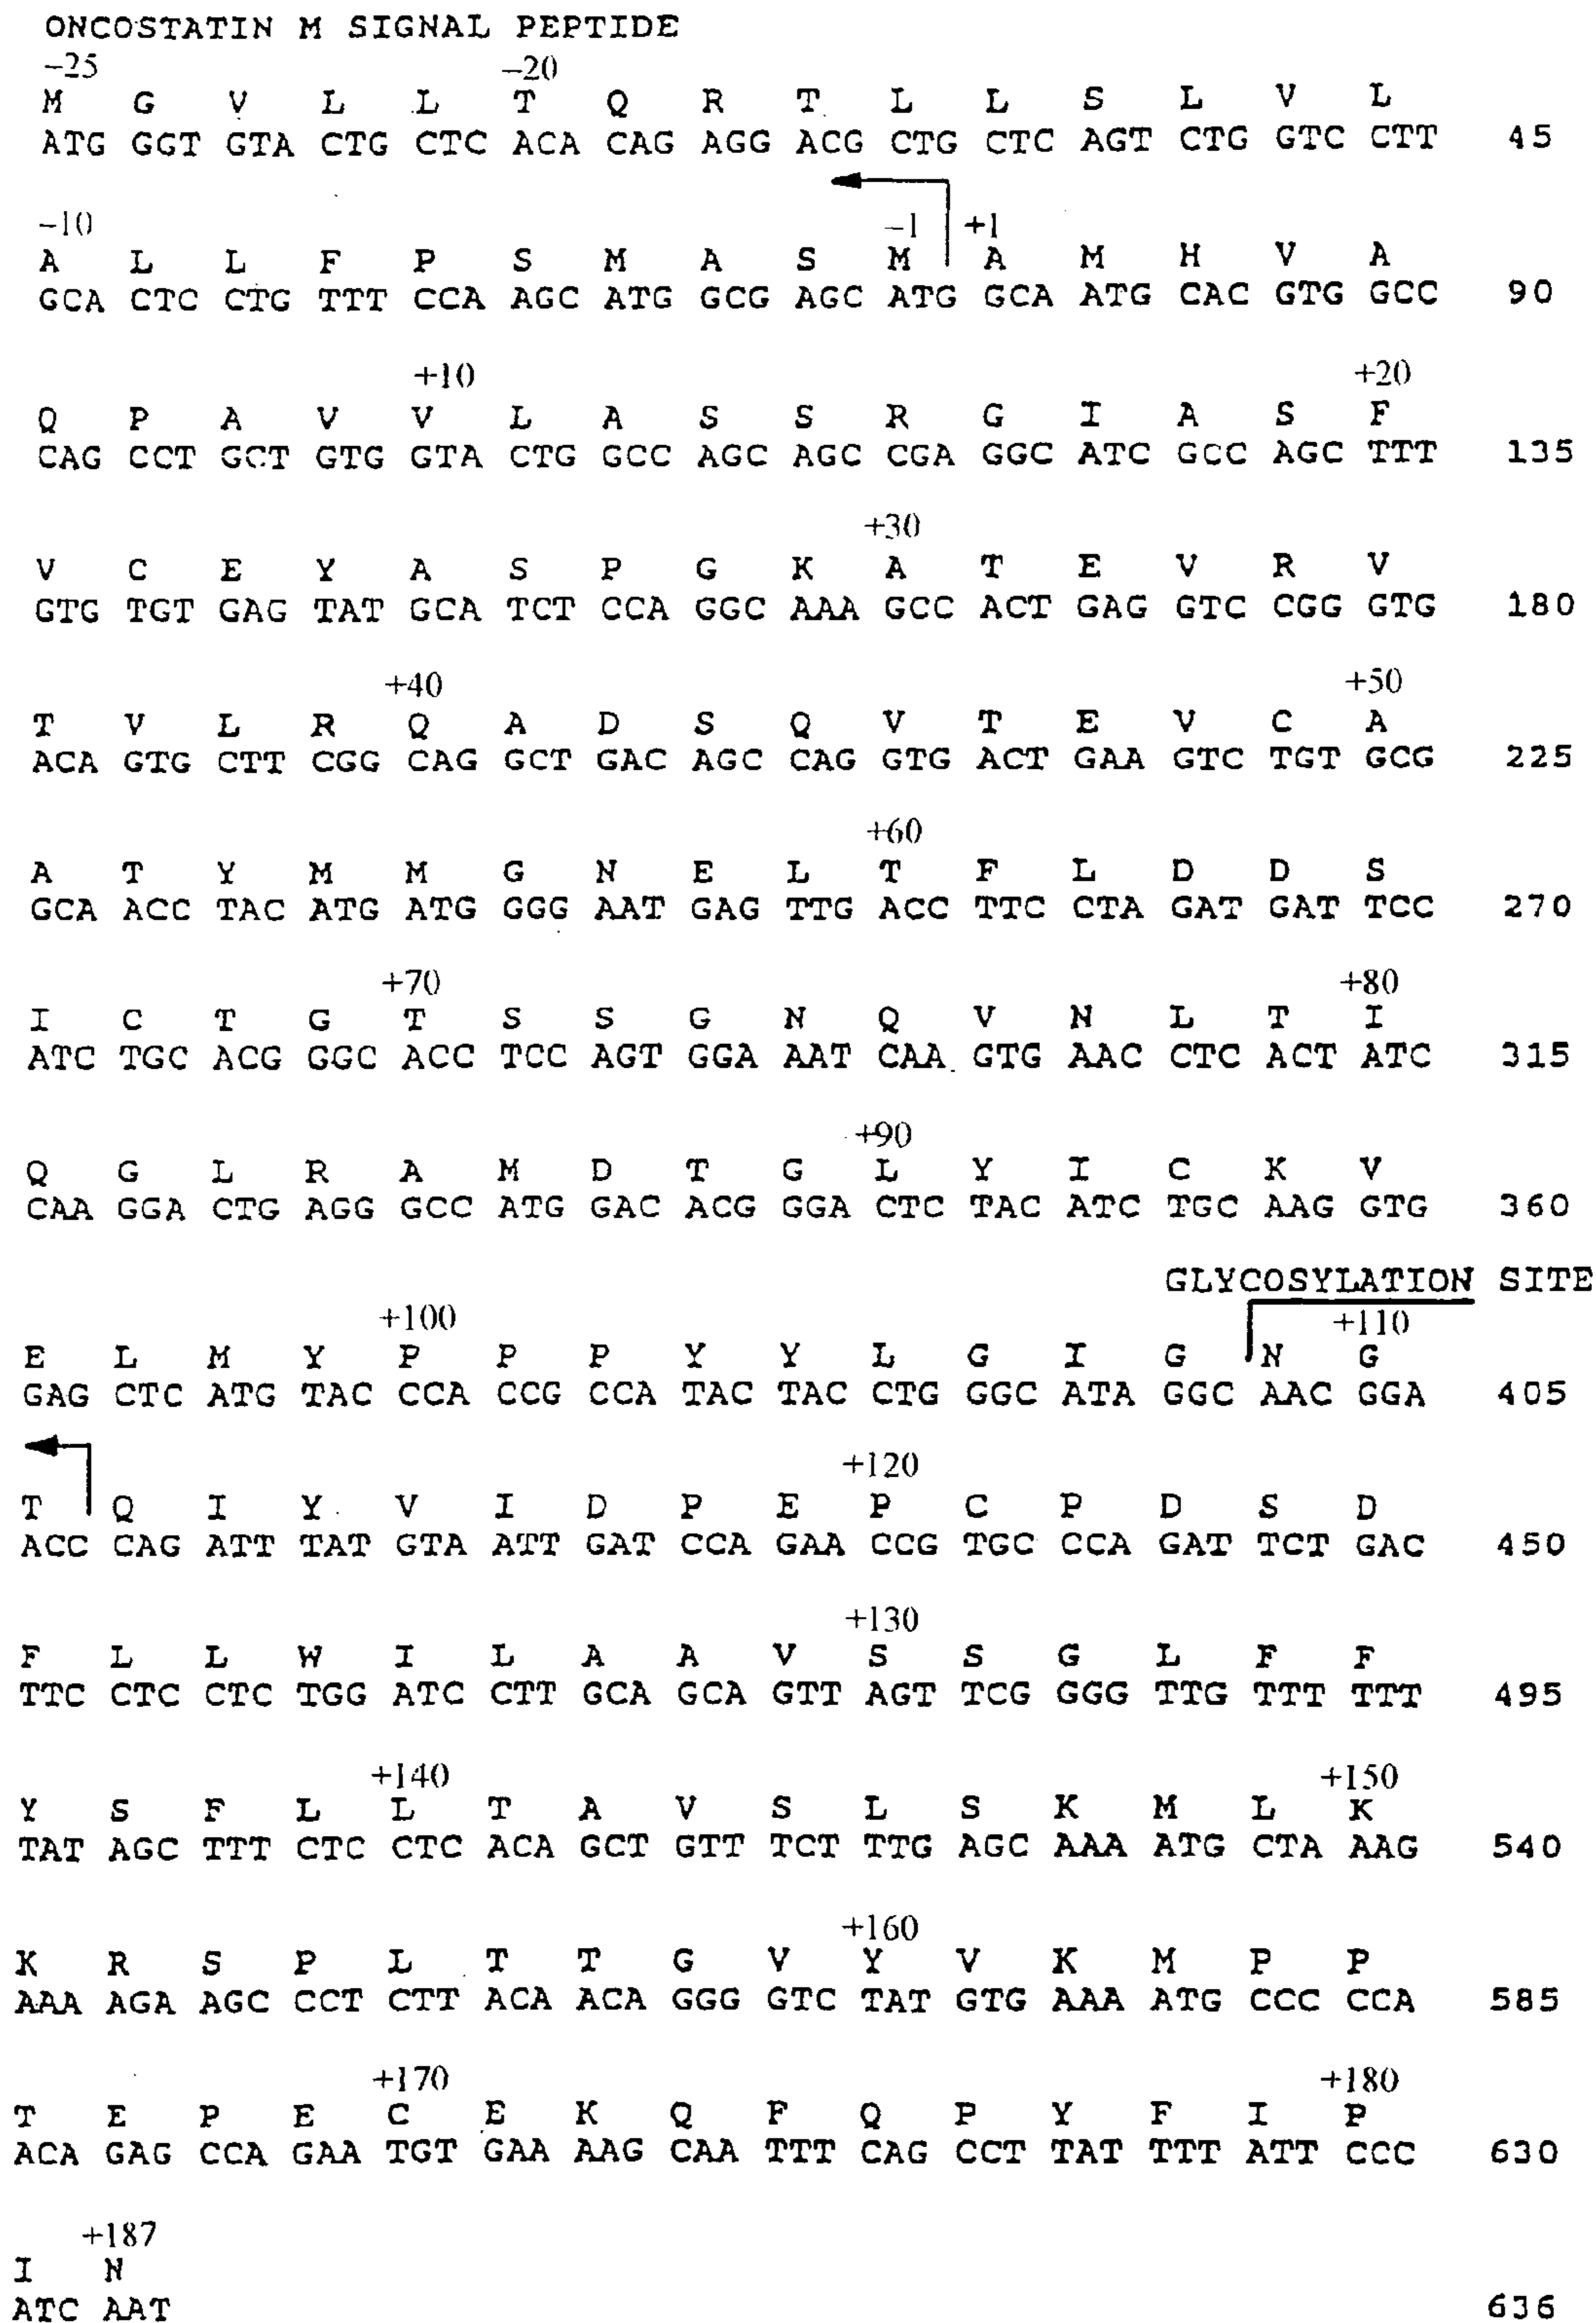 ONCOSTATIN M SIGNAL PEPTIDE
-25 -20
M G V L L T Q R T L L S L V L
ATG GGT GTA CTG CTC ACA CAG AGG ACG CTG CTC AGT CTG GTC CTT 45
-10 -1 +1
A L L F P S M A S M A M H V A
GCA CTC CTG TTT CCA AGC ATG GCG AGC ATG GCA ATG CAC GTG GCC 90
+10 +20
Q P A V V L A S S R G I A S F
CAG CCT GCT GTG GTA CTG GCC AGC AGC CGA GGC ATC GCC AGC TTT 135
+30
V C E Y A S P G K A T E V R V
GTG TGT GAG TAT GCA TCT CCA GGC AAA GCC ACT GAG GTC CGG GTG 180
+40 +50
T V L R Q A D S Q V T E V C A
ACA GTG CTT CGG CAG GCT GAC AGC CAG GTG ACT GAA GTC TGT GCG 225
+60
A T Y M M G N E L T F L D D S
GCA ACC TAC ATG ATG GGG AAT GAG TTG ACC TTC CTA GAT GAT TCC 270
+70 +80
I C T G T S S G N Q V N L T I
ATC TGC ACG GGC ACC TCC AGT GGA AAT CAA GTG AAC CTC ACT ATC 315
+90
Q G L R A M D T G L Y I C K V
CAA GGA CTG AGG GCC ATG GAC ACG GGA CTC TAC ATC TGC AAG GTG 360
GLYCOSYLATION SITE
+100 +110
E L M Y P P P Y Y L G I G N G
GAG CTC ATG TAC CCA CCG CCA TAC TAC CTG GGC ATA GGC AAC GGA 405
+120
T Q I Y V I D P E P C P D S D
ACC CAG ATT TAT GTA ATT GAT CCA GAA CCG TGC CCA GAT TCT GAC 450
+130
F L L W I L A A V S S G L F F
TTC CTC CTC TGG ATC CTT GCA GCA GTT AGT TCG GGG TTG TTT TTT 495
+140 +150
Y S F L L T A V S L S K M L K
TAT AGC TTT CTC CTC ACA GCT GTT TCT TTG AGC AAA ATG CTA AAG 540
+160
K R S P L T T G V Y V K M P P
AAA AGA AGC CCT CTT ACA ACA GGG GTC TAT GTG AAA ATG CCC CCA 585
+170 +180
T E P E C E K Q F Q P Y F I P
ACA GAG CCA GAA TGT GAA AAG CAA TTT CAG CCT TAT TTT ATT CCC 630
+187
I N
ATC AAT 636